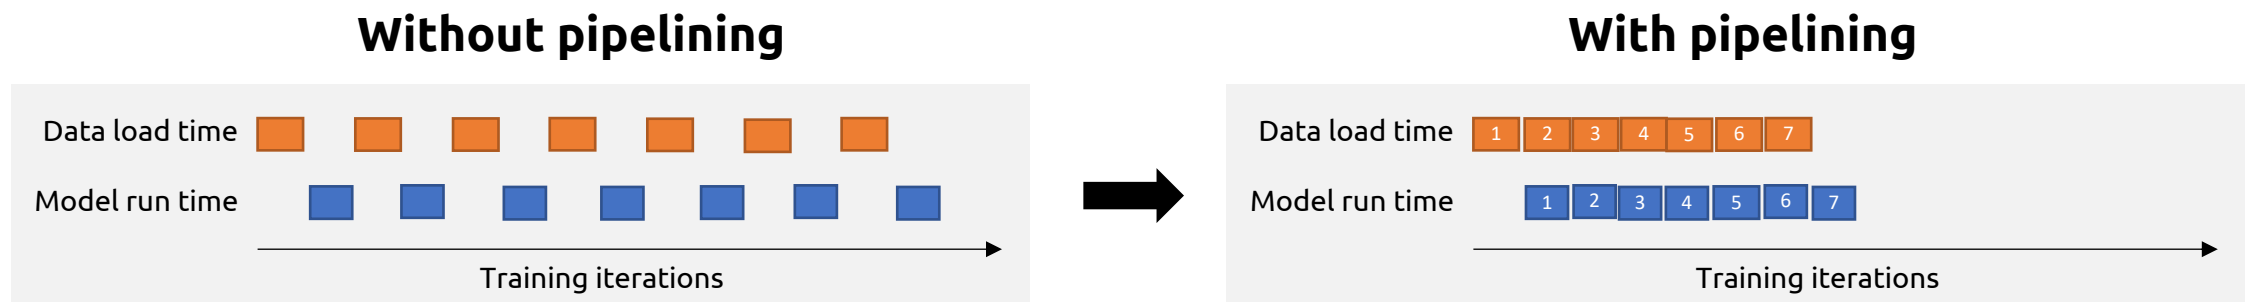 Without pipelining
Data load time
Model run time
Training iterations
With pipelining
Data load time
1 2 3 4 5 6 7
Model run time
1 2 3 4 5 6 7
Training iterations